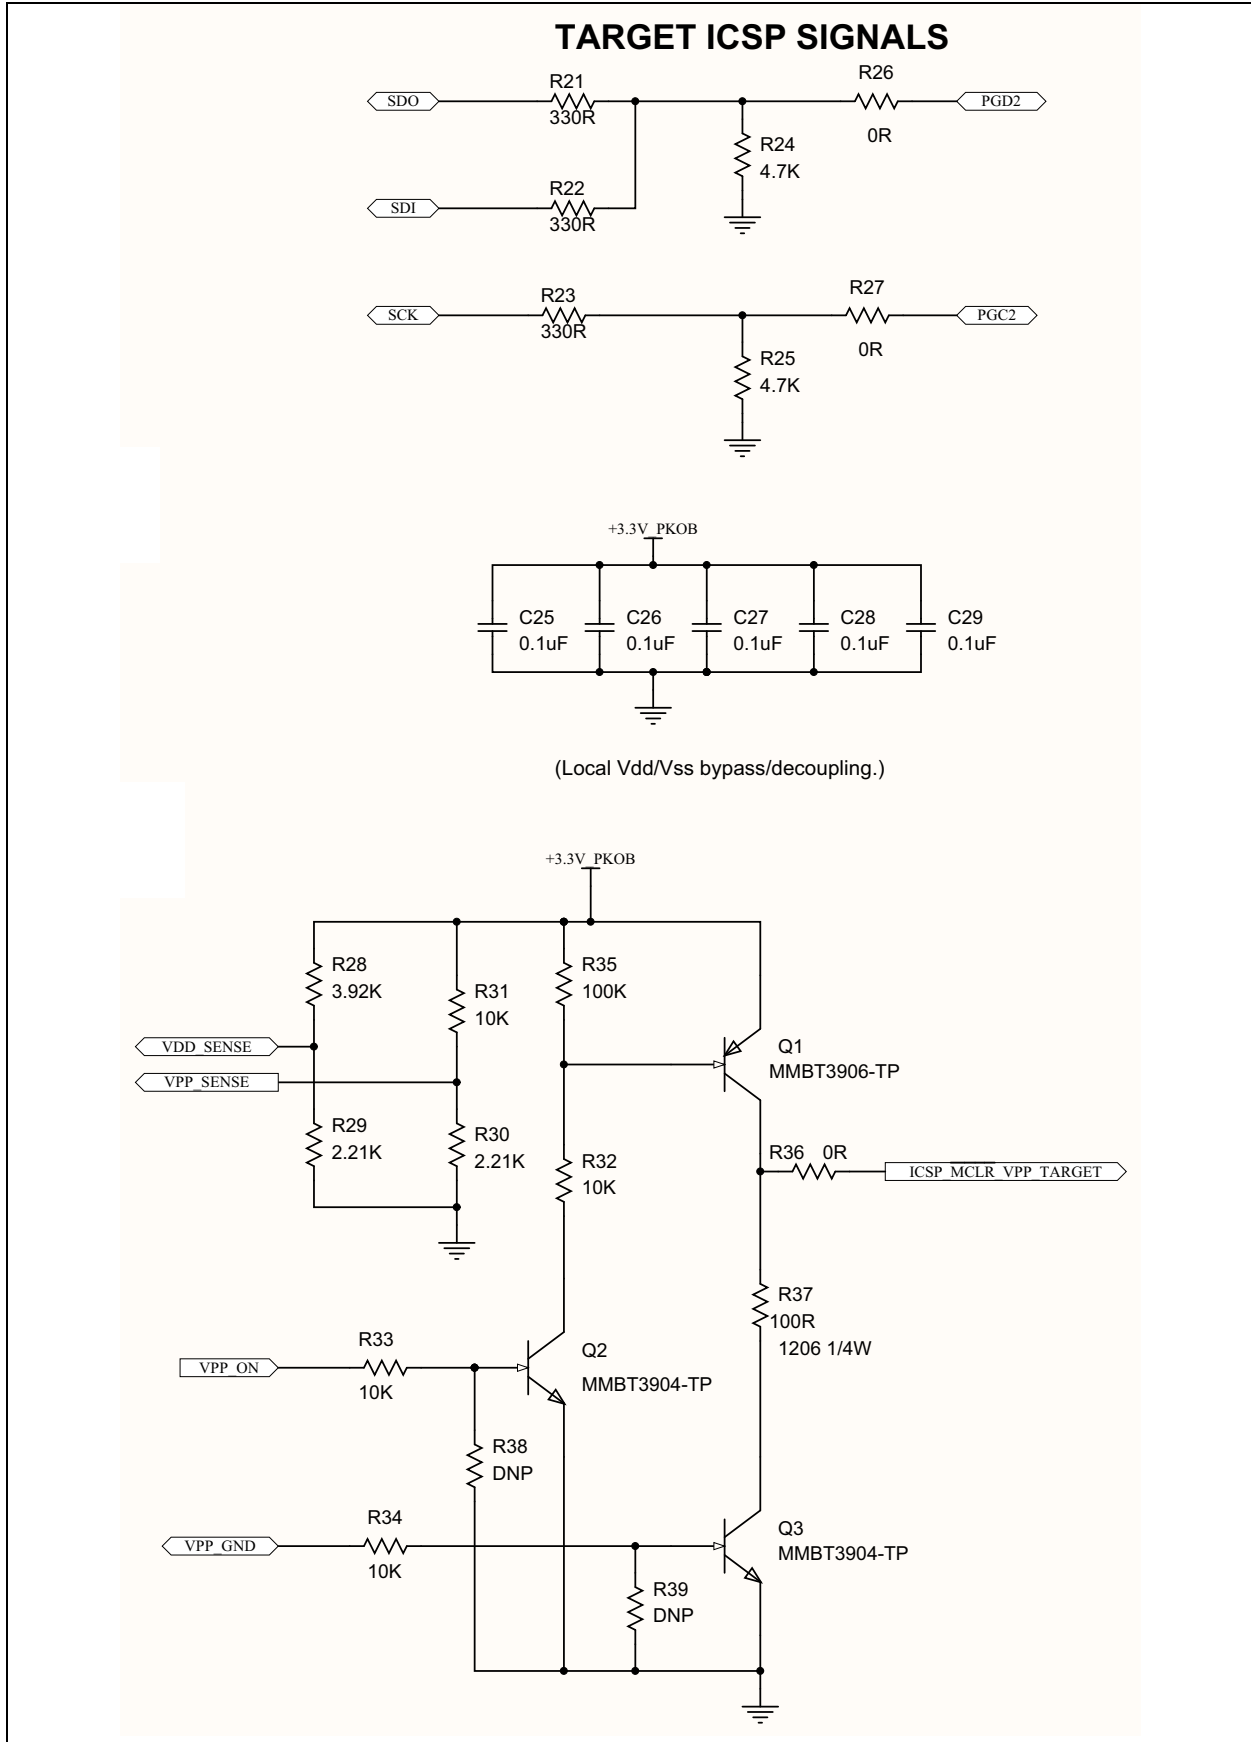 TARGET ICSP SIGNALS
R21
330R
SDO
R26
0R
PGD2
R24
4.7K
R22
330R
SDI
R23
330R
SCK
R27
0R
PGC2
R25
4.7K
+3.3V_PKOB
C25
0.1uF
C26
0.1uF
C27
0.1uF
C28
0.1uF
C29
0.1uF
(Local Vdd/Vss bypass/decoupling.)
+3.3V_PKOB
R28
3.92K
R31
10K
R35
100K
VDD_SENSE
VPP_SENSE
Q1
MMBT3906-TP
R29
2.21K
R30
2.21K
R32
10K
R36 0R
ICSP_MCLR_VPP_TARGET
R37
100R
1206 1/4W
R33
10K
VPP_ON
Q2
MMBT3904-TP
R38
DNP
R34
10K
VPP_GND
Q3
MMBT3904-TP
R39
DNP